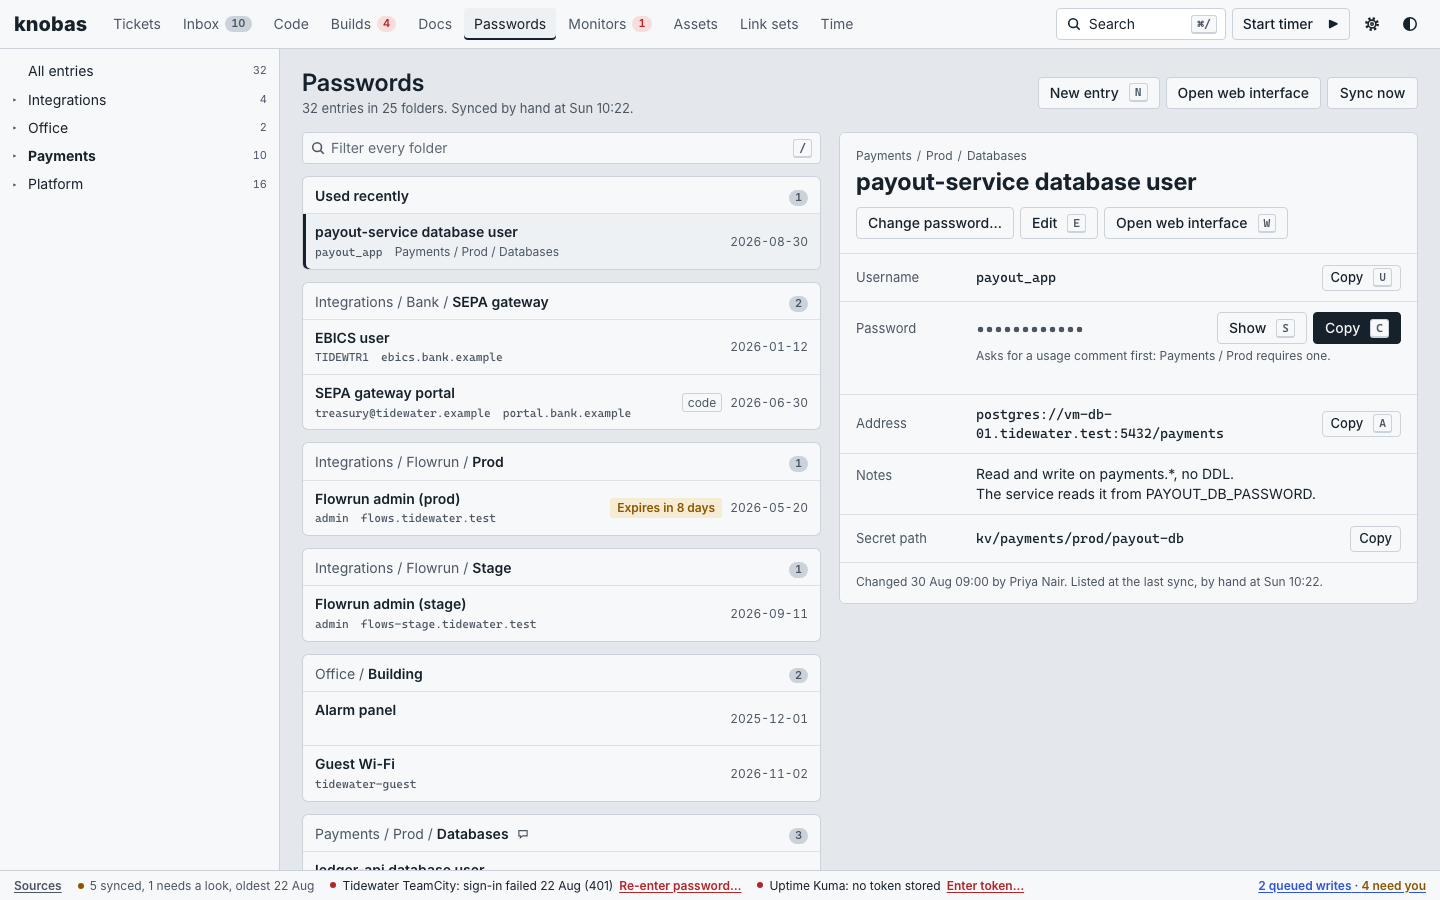 knobas Tickets Inbox 10 Code Builds 4 Docs Passwords Monitors 1 Assets Link sets Time Search ⌘/ Start timer
All entries 32
Integrations 4
Office 2
Payments 10
Platform 16
Passwords
32 entries in 25 folders. Synced by hand at Sun 10:22.
New entry N Open web interface Sync now
Filter every folder /
Used recently 1
payout-service database user
payout_app Payments / Prod / Databases
2026-08-30
Integrations / Bank / SEPA gateway 2
EBICS user
TIDEWTR1 ebics.bank.example
2026-01-12
SEPA gateway portal
treasury@tidewater.example portal.bank.example
code 2026-06-30
Integrations / Flowrun / Prod 1
Flowrun admin (prod)
admin flows.tidewater.test
Expires in 8 days 2026-05-20
Integrations / Flowrun / Stage 1
Flowrun admin (stage)
admin flows-stage.tidewater.test
2026-09-11
Office / Building 2
Alarm panel
2025-12-01
Guest Wi-Fi
tidewater-guest
2026-11-02
Payments / Prod / Databases 3
ledger-api database user
Payments / Prod / Databases
payout-service database user
Change password... Edit E Open web interface W
Username payout_app Copy U
Password •••••••••••• Show S Copy C
Asks for a usage comment first: Payments / Prod requires one.
Address postgres://vm-db-
01.tidewater.test:5432/payments
Copy A
Notes Read and write on payments.*, no DDL.
The service reads it from PAYOUT_DB_PASSWORD.
Secret path kv/payments/prod/payout-db Copy
Changed 30 Aug 09:00 by Priya Nair. Listed at the last sync, by hand at Sun 10:22.
Sources 5 synced, 1 needs a look, oldest 22 Aug Tidewater TeamCity: sign-in failed 22 Aug (401) Re-enter password... Uptime Kuma: no token stored Enter token... 2 queued writes · 4 need you